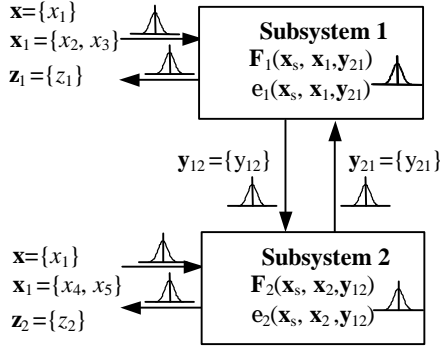 x={x₁}
x₁={x₂, x₃}
z₁={z₁}
Subsystem 1
F₁(xₛ, x₁,y₂₁)
e₁(xₛ, x₁,y₂₁)
y₁₂={y₁₂}
y₂₁={y₂₁}
x={x₁}
x₁={x₄, x₅}
z₂={z₂}
Subsystem 2
F₂(xₛ, x₂,y₁₂)
e₂(xₛ, x₂,y₁₂)